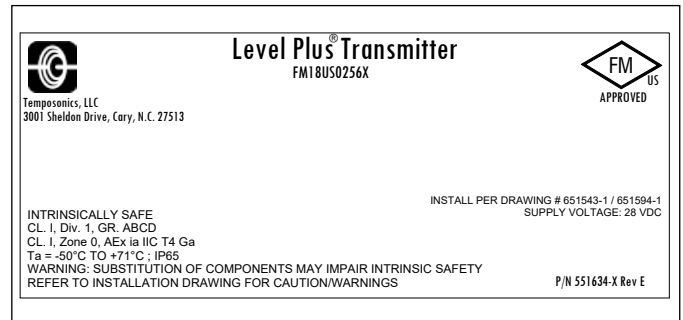 Level Plus® Transmitter
FM18US0256X
FM
US
APPROVED
Temposonics, LLC
3001 Sheldon Drive, Cary, N.C. 27513
INSTALL PER DRAWING # 651543-1 / 651594-1
SUPPLY VOLTAGE: 28 VDC
INTRINSICALLY SAFE
CL. I, Div. 1, GR. ABCD
CL. I, Zone 0, AEx ia IIC T4 Ga
Ta = -50°C TO +71°C ; IP65
WARNING: SUBSTITUTION OF COMPONENTS MAY IMPAIR INTRINSIC SAFETY
REFER TO INSTALLATION DRAWING FOR CAUTION/WARNINGS
P/N 551634-X Rev E